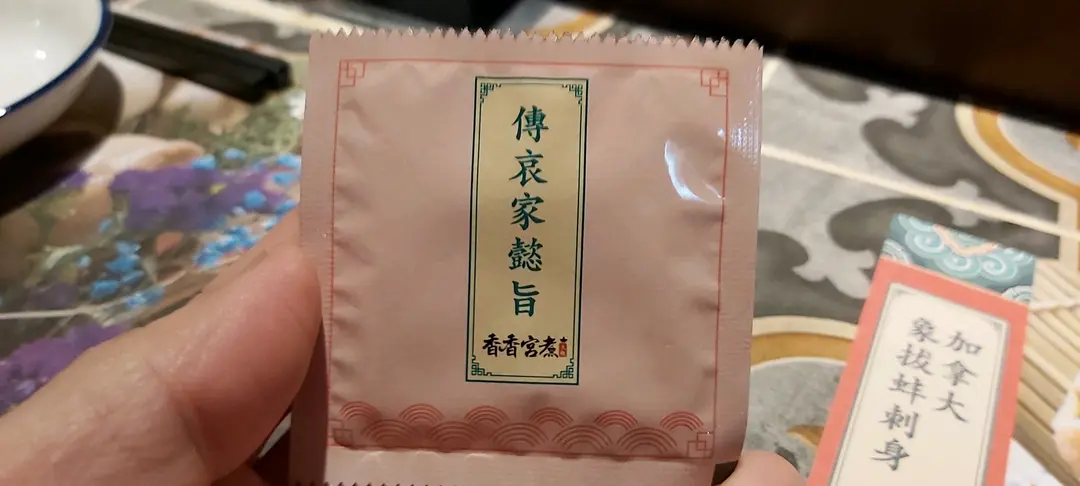 傳哀家懿旨
香香宮煮
加拿大
象拔蚌刺身